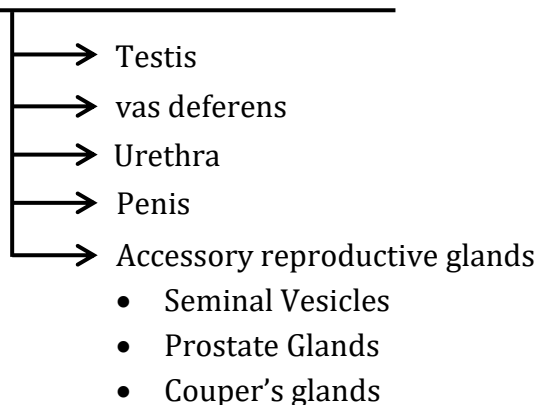 Testis
vas deferens
Urethra
Penis
Accessory reproductive glands
• Seminal Vesicles
• Prostate Glands
• Couper's glands